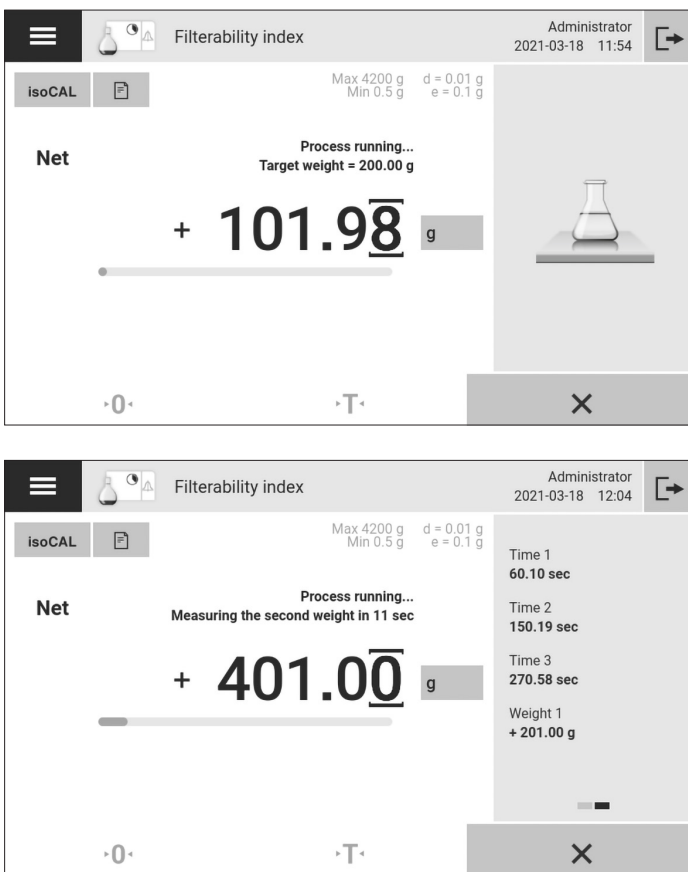 Filterability index
Administrator
2021-03-18 11:54
isoCAL
Max 4200 g d = 0.01 g
Min 0.5 g e = 0.1 g
Net
Process running...
Target weight = 200.00 g
+ 101.98 g
0
T
Filterability index
Administrator
2021-03-18 12:04
isoCAL
Max 4200 g d = 0.01 g
Min 0.5 g e = 0.1 g
Net
Process running...
Measuring the second weight in 11 sec
+ 401.00 g
Time 1
60.10 sec
Time 2
150.19 sec
Time 3
270.58 sec
Weight 1
+ 201.00 g
0
T